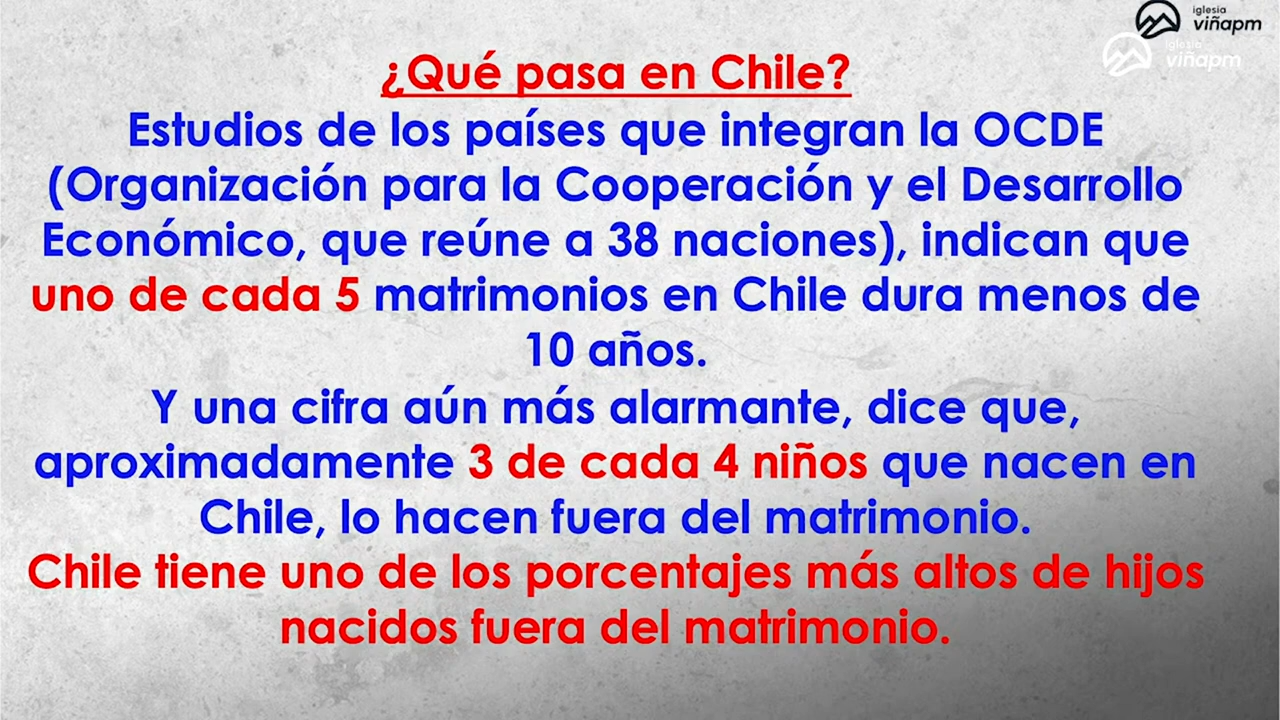 iglesia
viñapm
iglesia
viñapm
¿Qué pasa en Chile?
Estudios de los países que integran la OCDE
(Organización para la Cooperación y el Desarrollo
Económico, que reúne a 38 naciones), indican que
uno de cada 5 matrimonios en Chile dura menos de
10 años.
Y una cifra aún más alarmante, dice que,
aproximadamente 3 de cada 4 niños que nacen en
Chile, lo hacen fuera del matrimonio.
Chile tiene uno de los porcentajes más altos de hijos
nacidos fuera del matrimonio.